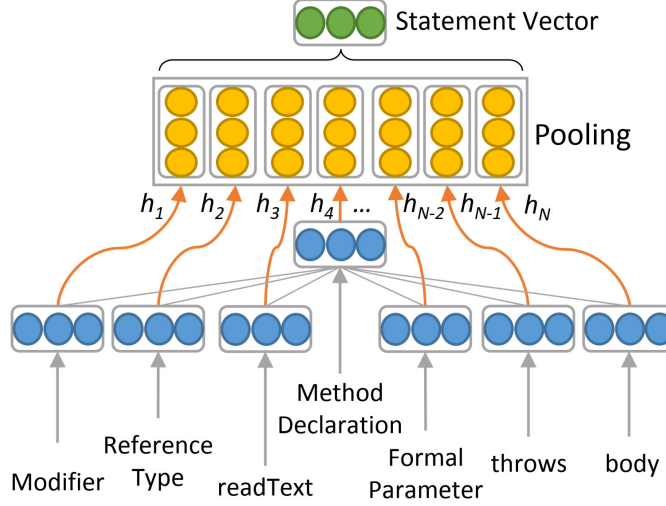 Statement Vector
Pooling
h1 h2 h3 h4 ... hN-2 hN-1 hN
Method
Declaration
Reference
Type
Formal
Parameter
Modifier
readText
throws
body